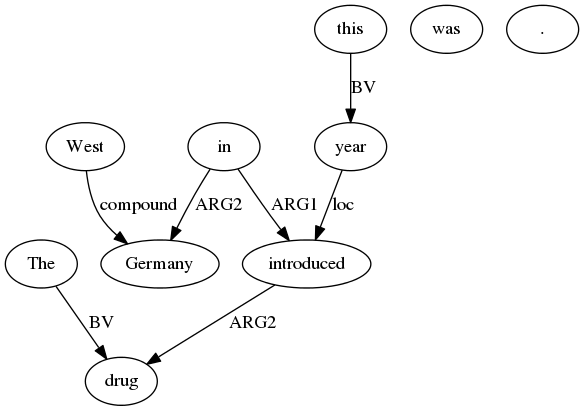 this
was
.
BV
West
in
year
compound
ARG2
ARG1
loc
The
Germany
introduced
BV
ARG2
drug